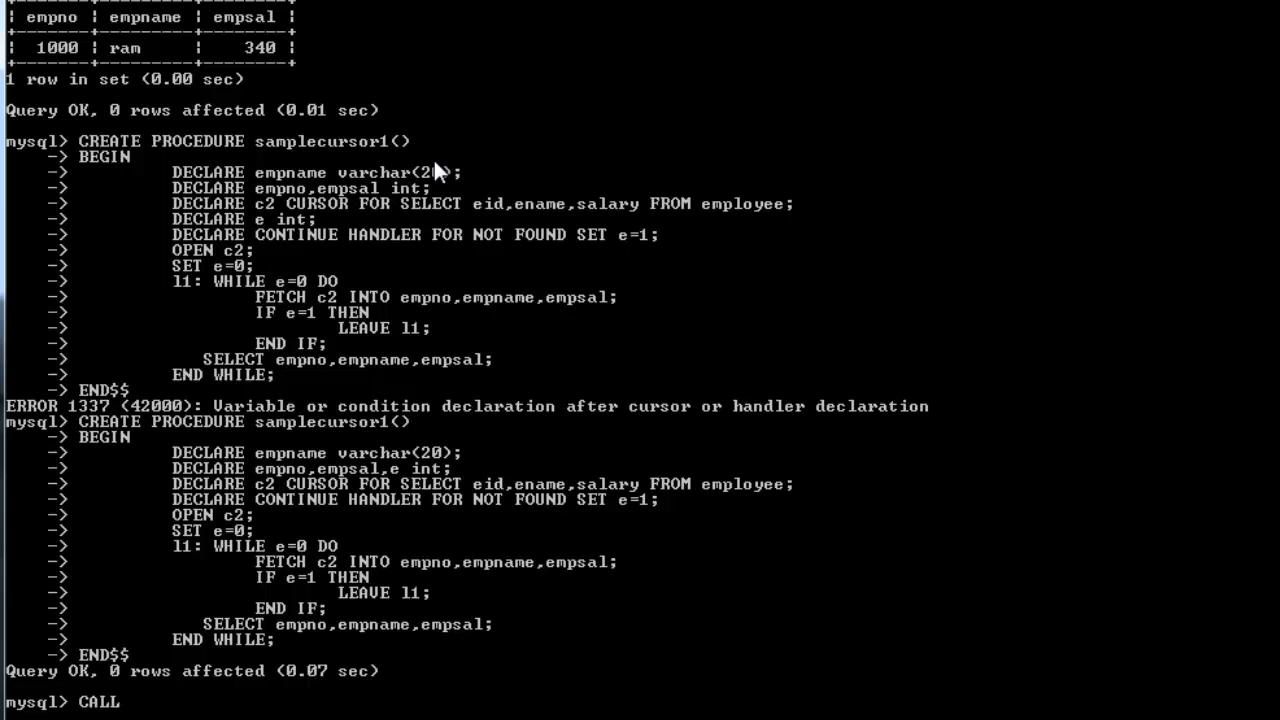 +-------+---------+--------+
| empno | empname | empsal |
+-------+---------+--------+
|  1000 | ram     |    340 |
+-------+---------+--------+
1 row in set (0.00 sec)
Query OK, 0 rows affected (0.01 sec)
mysql> CREATE PROCEDURE samplecursor1()
    -> BEGIN
    ->          DECLARE empname varchar(20);
    ->          DECLARE empno,empsal int;
    ->          DECLARE c2 CURSOR FOR SELECT eid,ename,salary FROM employee;
    ->          DECLARE e int;
    ->          DECLARE CONTINUE HANDLER FOR NOT FOUND SET e=1;
    ->          OPEN c2;
    ->          SET e=0;
    ->          l1: WHILE e=0 DO
    ->                  FETCH c2 INTO empno,empname,empsal;
    ->                  IF e=1 THEN
    ->                          LEAVE l1;
    ->                  END IF;
    ->             SELECT empno,empname,empsal;
    ->          END WHILE;
    -> END$$
ERROR 1337 (42000): Variable or condition declaration after cursor or handler declaration
mysql> CREATE PROCEDURE samplecursor1()
    -> BEGIN
    ->          DECLARE empname varchar(20);
    ->          DECLARE empno,empsal,e int;
    ->          DECLARE c2 CURSOR FOR SELECT eid,ename,salary FROM employee;
    ->          DECLARE CONTINUE HANDLER FOR NOT FOUND SET e=1;
    ->          OPEN c2;
    ->          SET e=0;
    ->          l1: WHILE e=0 DO
    ->                  FETCH c2 INTO empno,empname,empsal;
    ->                  IF e=1 THEN
    ->                          LEAVE l1;
    ->                  END IF;
    ->             SELECT empno,empname,empsal;
    ->          END WHILE;
    -> END$$
Query OK, 0 rows affected (0.07 sec)
mysql> CALL